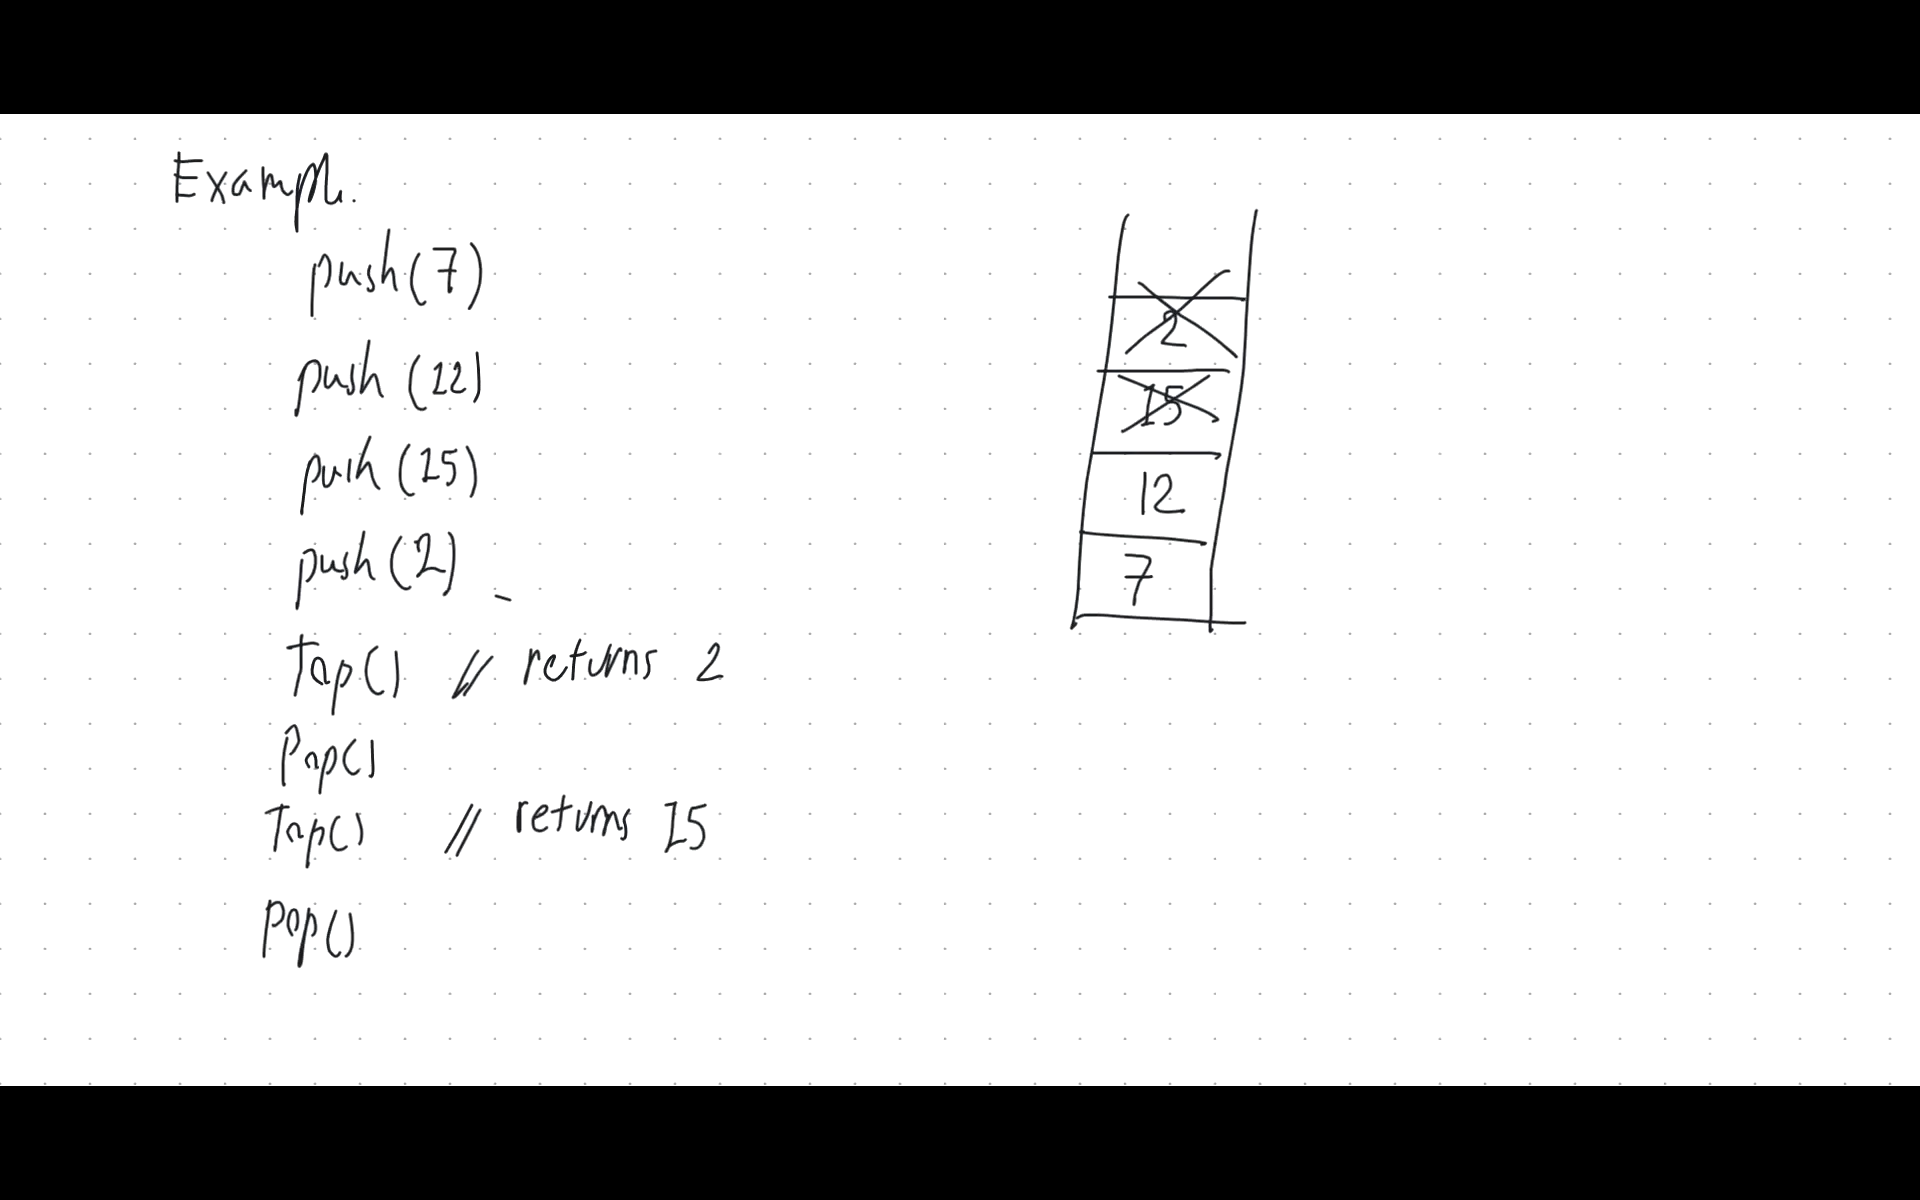 Example.
push(7)
push (12)
push (15)
push (2)
Top() // returns 2
Pop()
Top() // returns 15
pop()
2
15
12
7